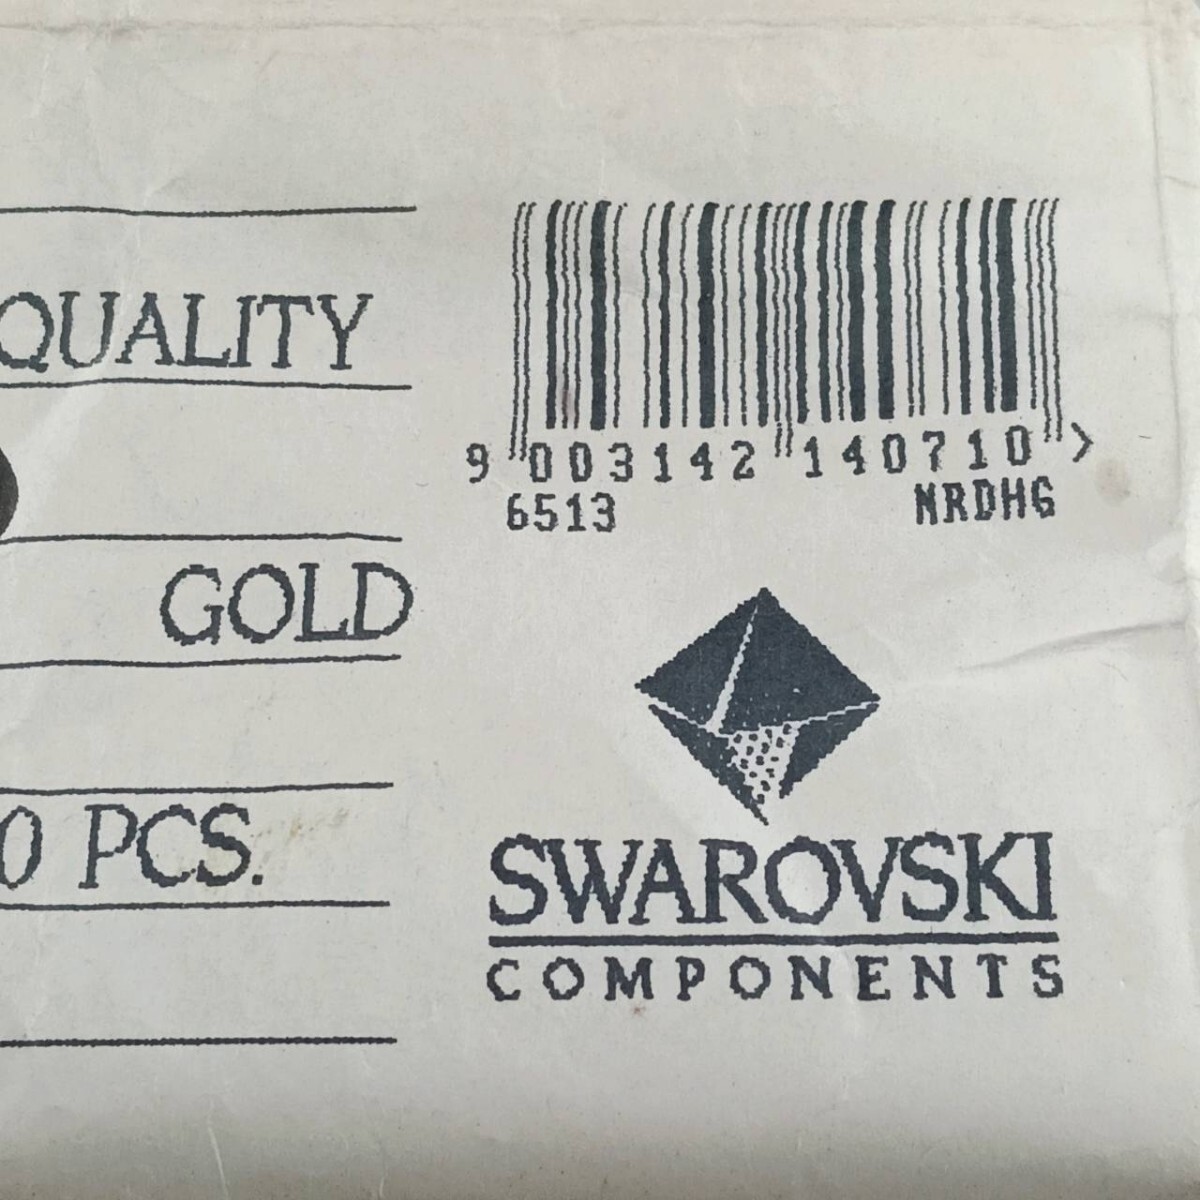 QUALITY
GOLD
0 PCS.
9 003142 140710 >
6513 NRDHG
SWAROVSKI
COMPONENTS